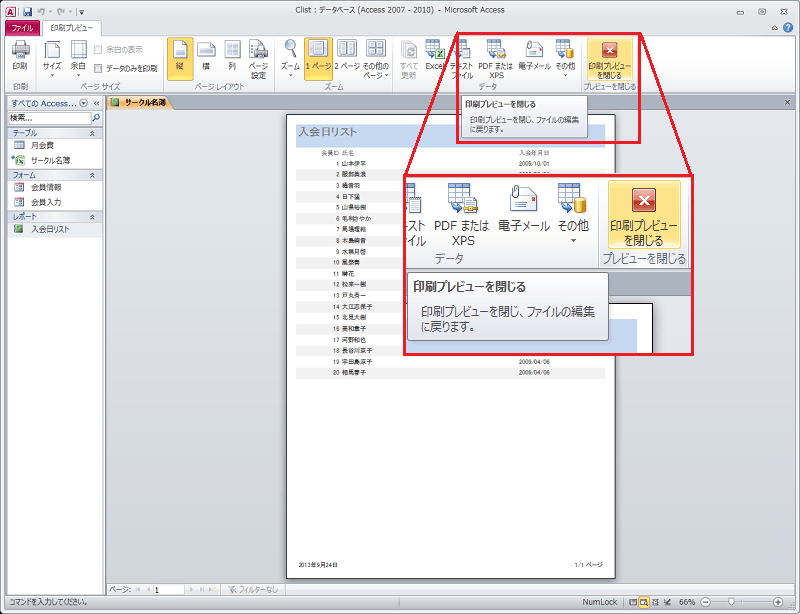 Clist : データベース (Access 2007 - 2010) - Microsoft Access
ファイル 印刷プレビュー
印刷 サイズ 余白 余白の表示 データのみを印刷 縦 横 列 ページ設定 ズーム 1 ページ 2 ページ その他のページ すべて更新 Excel テキストファイル PDF または XPS 電子メール その他 印刷プレビューを閉じる
印刷 ページ サイズ ページ レイアウト ズーム データ プレビューを閉じる
すべての Access...
サークル名簿
検索...
テーブル
月会費
サークル名簿
フォーム
会員情報
会員入力
レポート
入会日リスト
印刷プレビューを閉じる
印刷プレビューを閉じ、ファイルの編集
に戻ります。
入会日リスト
会員ID 氏名 入会年月日
1 山本伊平 2009/10/01
2 服部美浪
3 綾音羽
4 日下猛
5 山県裕樹
6 毛利さやか
7 馬場理裕
8 木島綺音
9 水無月啓
10 風悠美
11 榊花
12 松来一樹
13 戸丸秀一
14 大江志保子
15 北見大樹
16 美和童子
17 河野和也
18 長谷川京子
19 宇田島涼子 2009/04/06
20 相馬春子 2009/04/06
スト
イル
PDF または
XPS
電子メール
その他
印刷プレビュー
を閉じる
データ
プレビューを閉じる
印刷プレビューを閉じる
印刷プレビューを閉じ、ファイルの編集
に戻ります。
2013年9月24日
1/1 ページ
ページ: 1 フィルターなし
コマンドを入力してください。
NumLock
66%